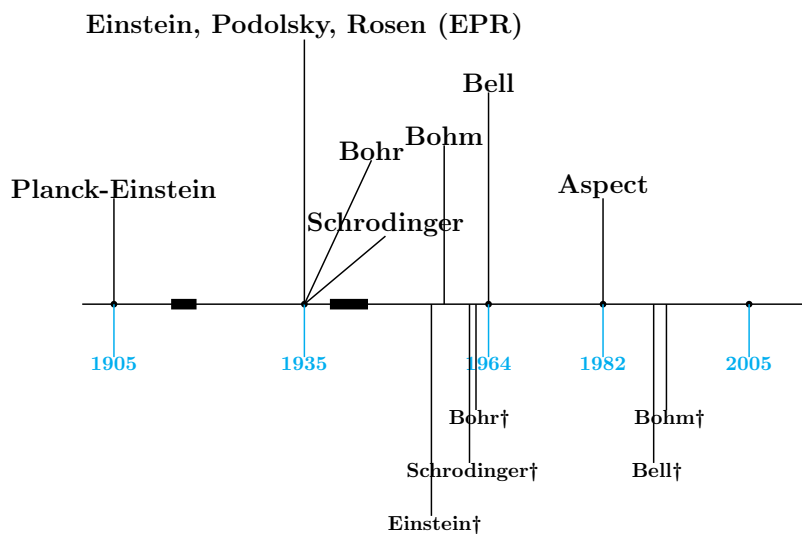 Einstein, Podolsky, Rosen (EPR)
Bell
Bohm
Bohr
Planck-Einstein
Aspect
Schrodinger
1905
1935
1964
1982
2005
Bohr†
Bohm†
Schrodinger†
Bell†
Einstein†